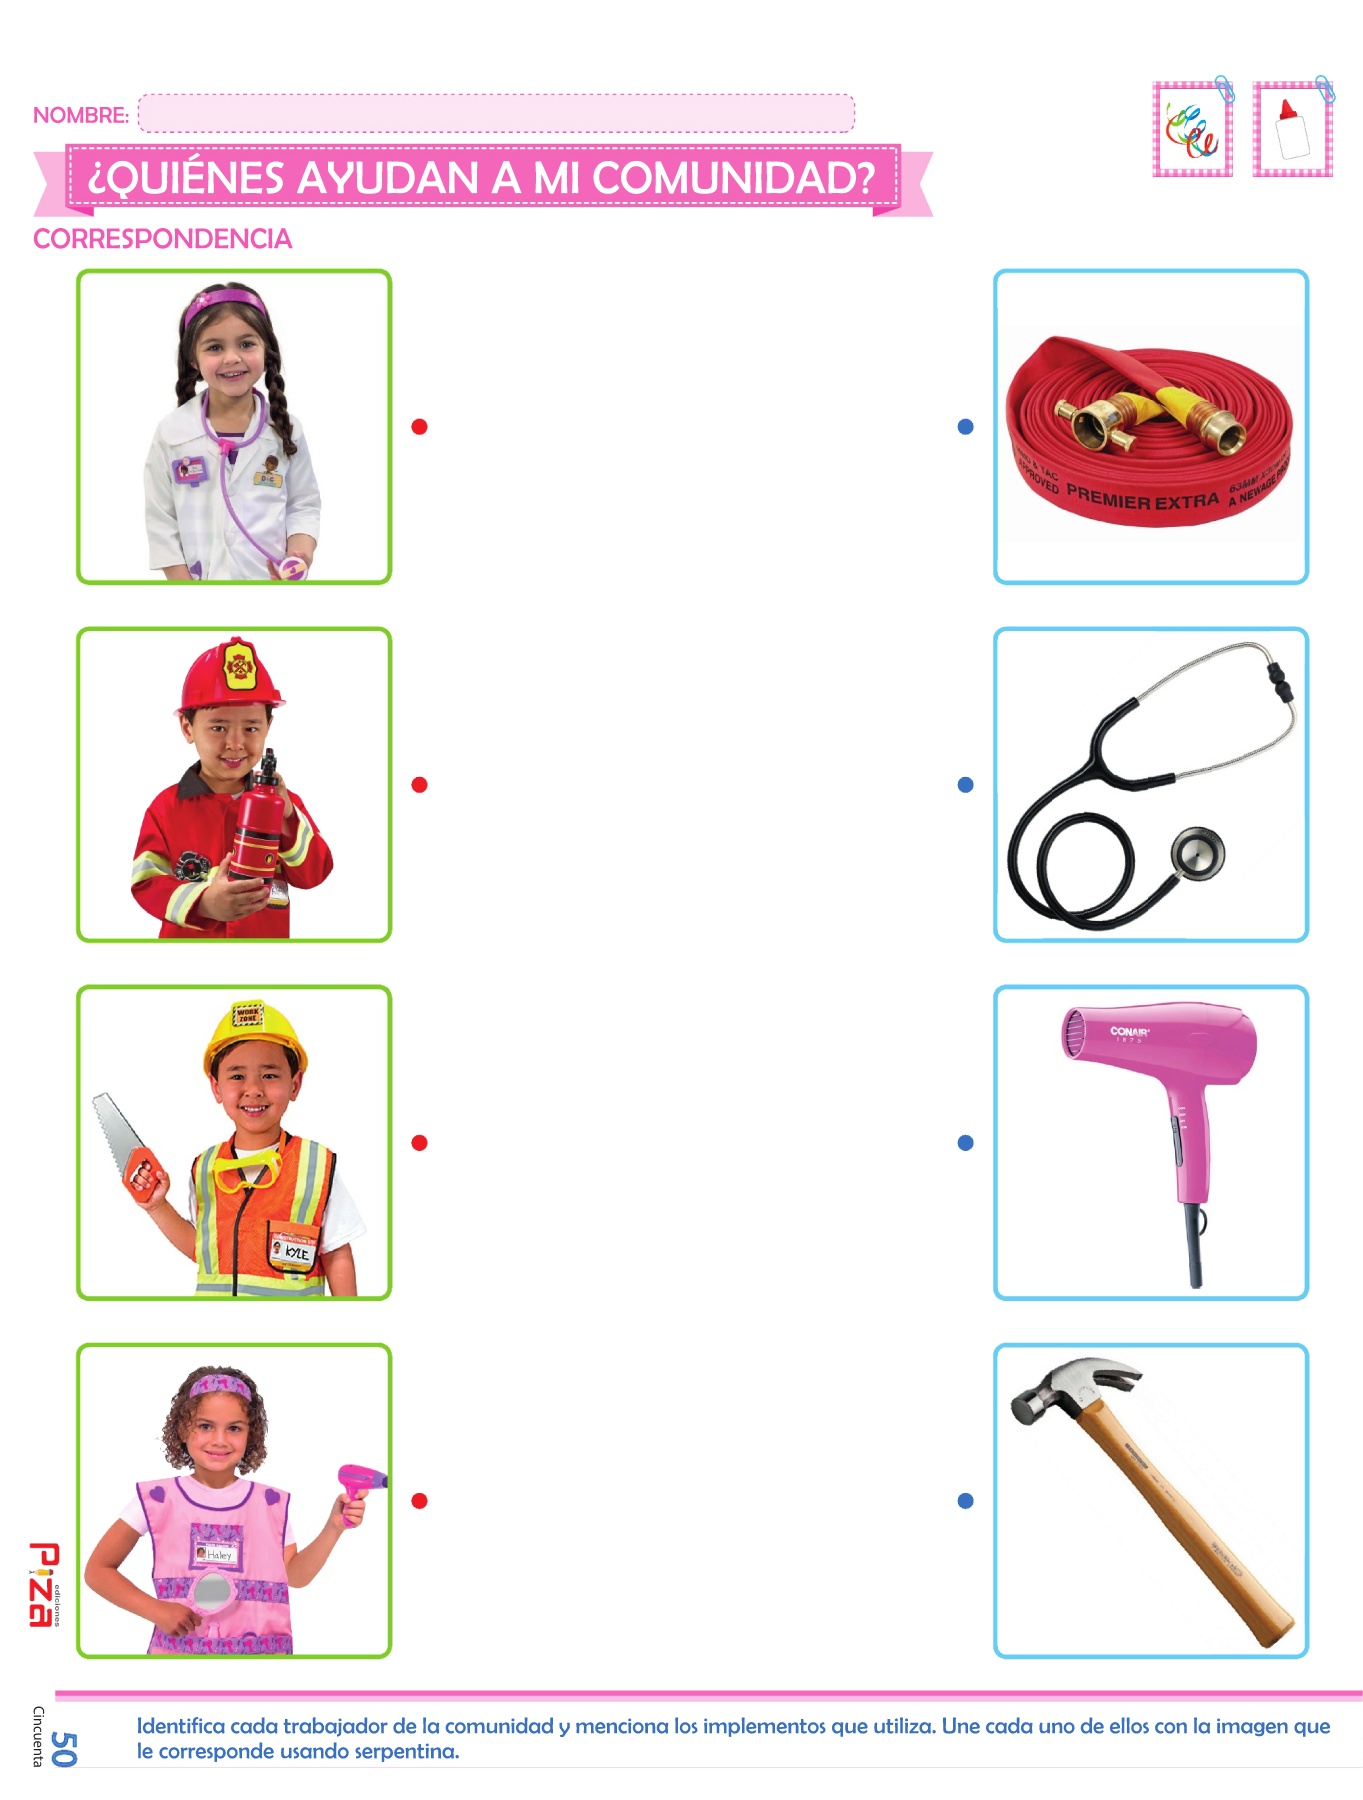 NOMBRE:
¿QUIÉNES AYUDAN A MI COMUNIDAD?
CORRESPONDENCIA
APPROVED
PREMIER EXTRA
63MM
A NEWAGE
WORK
ZONE
KYLE
CONAIR
1875
Haley
Piza
ediciones
Cincuenta
50
Identifica cada trabajador de la comunidad y menciona los implementos que utiliza. Une cada uno de ellos con la imagen que
le corresponde usando serpentina.